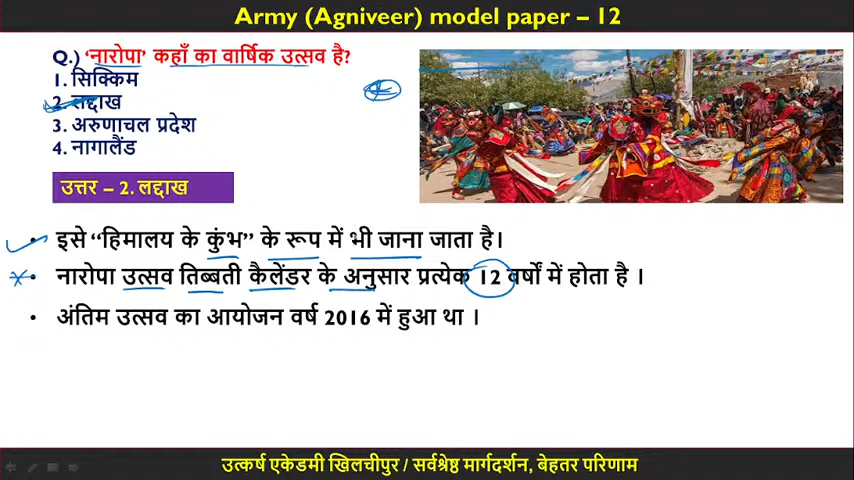 Army (Agniveer) model paper – 12
Q.) ‘नारोपा’ कहाँ का वार्षिक उत्सव है?
1. सिक्किम
2. लद्दाख
3. अरुणाचल प्रदेश
4. नागालैंड
उत्तर – 2. लद्दाख
• इसे “हिमालय के कुंभ” के रूप में भी जाना जाता है।
• नारोपा उत्सव तिब्बती कैलेंडर के अनुसार प्रत्येक 12 वर्षों में होता है ।
• अंतिम उत्सव का आयोजन वर्ष 2016 में हुआ था ।
उत्कर्ष एकेडमी खिलचीपुर / सर्वश्रेष्ठ मार्गदर्शन, बेहतर परिणाम